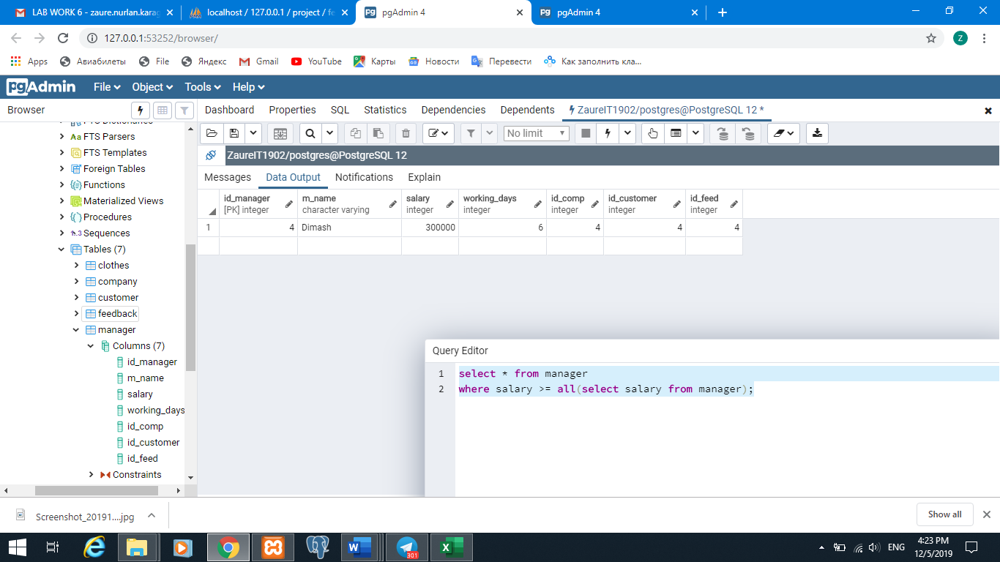 LAB WORK 6 - zaure.nurlan.karag
localhost / 127.0.0.1 / project / fe
pgAdmin 4
pgAdmin 4
127.0.0.1:53252/browser/
Z
Apps
Авиабилеты
File
Яндекс
Gmail
YouTube
Карты
Новости
Перевести
Как заполнить кла...
pgAdmin
File
Object
Tools
Help
Browser
Dashboard
Properties
SQL
Statistics
Dependencies
Dependents
ZaureIT1902/postgres@PostgreSQL 12 *
No limit
ZaureIT1902/postgres@PostgreSQL 12
FTS Dictionaries
FTS Parsers
FTS Templates
Foreign Tables
Functions
Materialized Views
Procedures
Sequences
Tables (7)
clothes
company
customer
feedback
manager
Columns (7)
id_manager
m_name
salary
working_days
id_comp
id_customer
id_feed
Constraints
Messages
Data Output
Notifications
Explain
id_manager m_name salary working_days id_comp id_customer id_feed
[PK] integer character varying integer integer integer integer integer
1 4 Dimash 300000 6 4 4 4
Query Editor
1 select * from manager
2 where salary >= all(select salary from manager);
Screenshot_20191....jpg
Show all
301
ENG
4:23 PM
12/5/2019